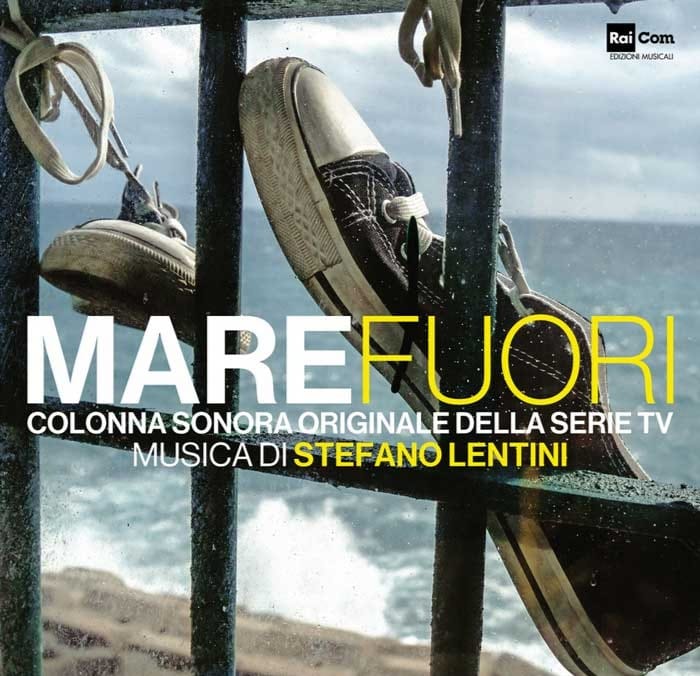 Rai Com
EDIZIONI MUSICALI
MAREFUORI
COLONNA SONORA ORIGINALE DELLA SERIE TV
MUSICA DI STEFANO LENTINI